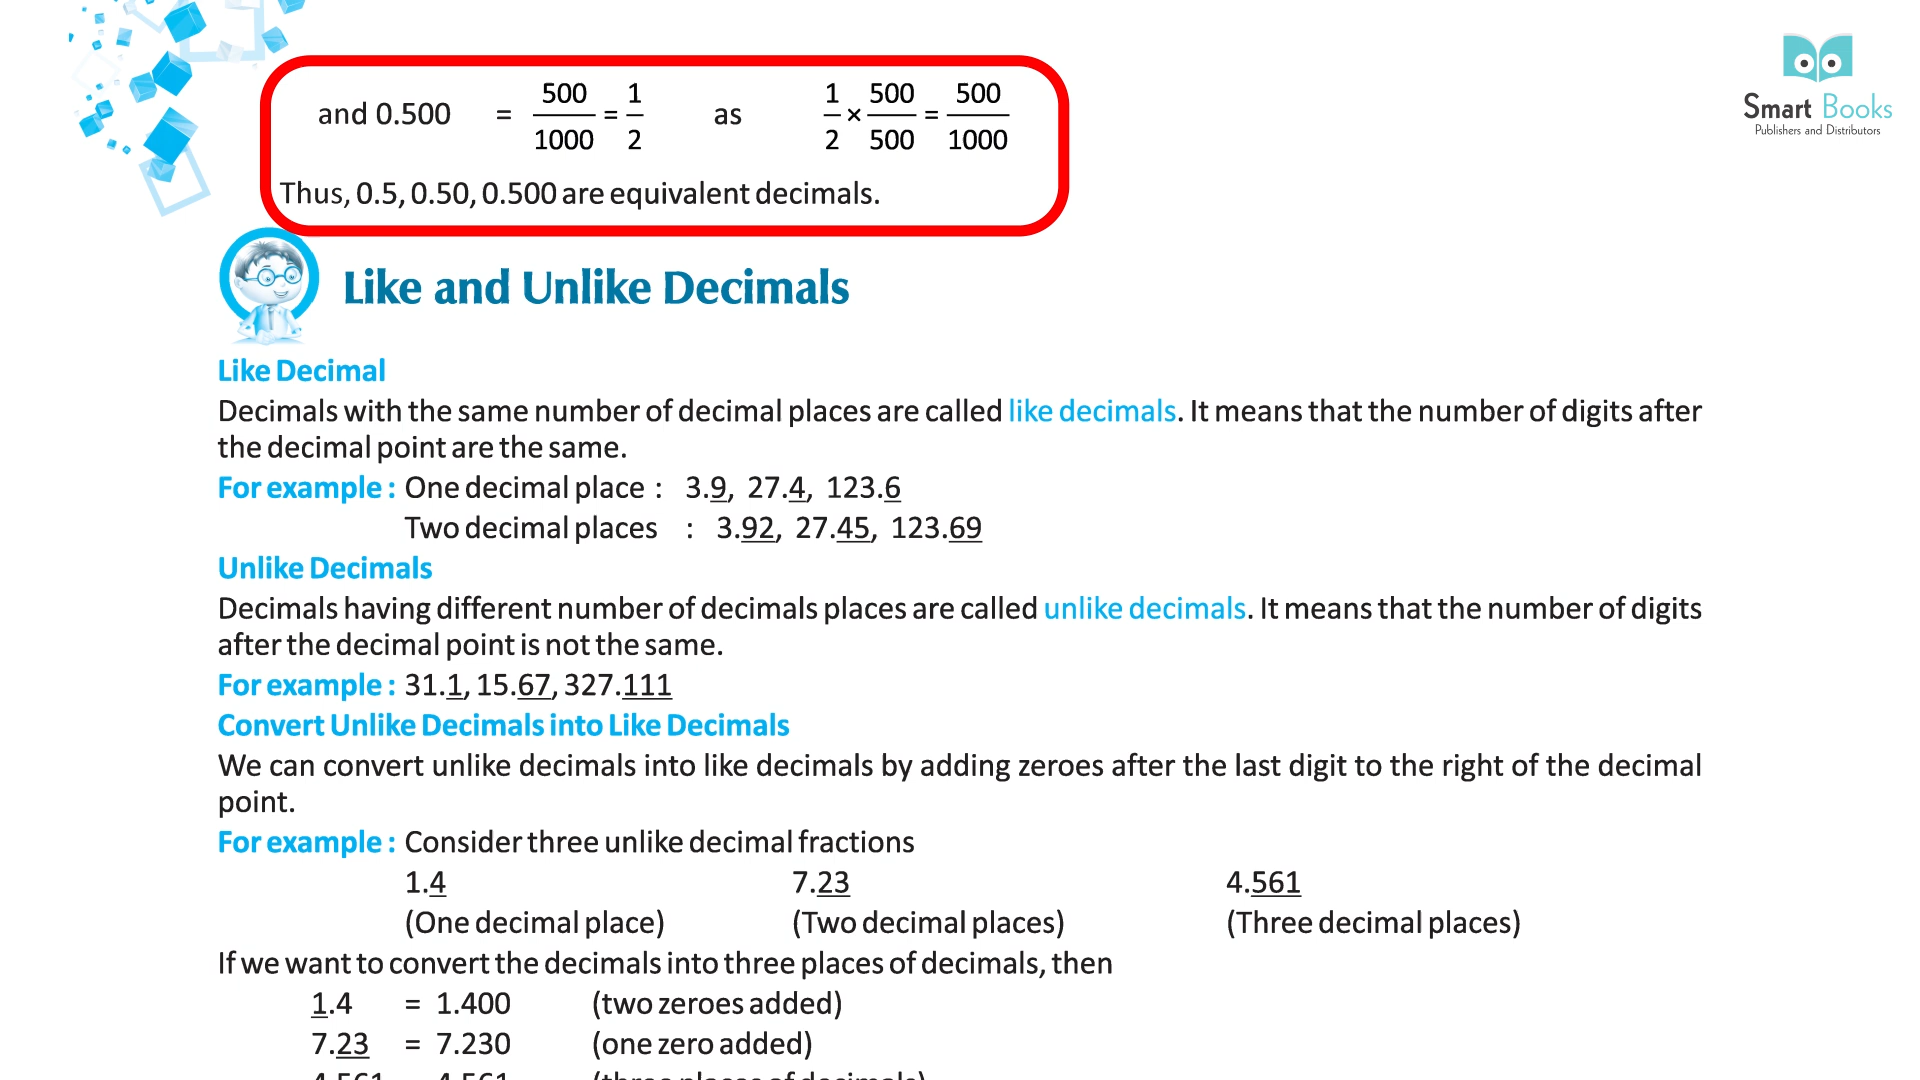 and 0.500 = 500/1000 = 1/2 as 1/2 × 500/500 = 500/1000
Thus, 0.5, 0.50, 0.500 are equivalent decimals.
Smart Books
Publishers and Distributors
Like and Unlike Decimals
Like Decimal
Decimals with the same number of decimal places are called like decimals. It means that the number of digits after
the decimal point are the same.
For example : One decimal place : 3.9, 27.4, 123.6
Two decimal places : 3.92, 27.45, 123.69
Unlike Decimals
Decimals having different number of decimals places are called unlike decimals. It means that the number of digits
after the decimal point is not the same.
For example : 31.1, 15.67, 327.111
Convert Unlike Decimals into Like Decimals
We can convert unlike decimals into like decimals by adding zeroes after the last digit to the right of the decimal
point.
For example : Consider three unlike decimal fractions
1.4 7.23 4.561
(One decimal place) (Two decimal places) (Three decimal places)
If we want to convert the decimals into three places of decimals, then
1.4 = 1.400 (two zeroes added)
7.23 = 7.230 (one zero added)
4.561 4.561 (three places of decimals)